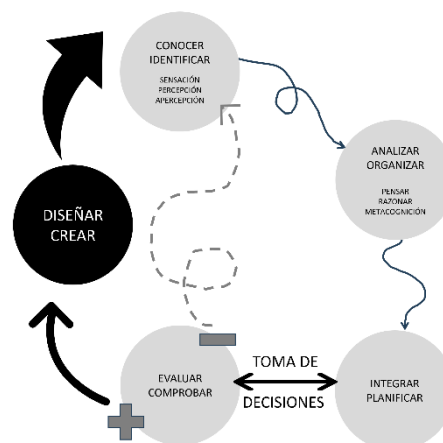 CONOCER
IDENTIFICAR
SENSACIÓN
PERCEPCIÓN
APERCEPCIÓN
ANALIZAR
ORGANIZAR
PENSAR
RAZONAR
METACOGNICIÓN
DISEÑAR
CREAR
EVALUAR
COMPROBAR
TOMA DE
DECISIONES
INTEGRAR
PLANIFICAR